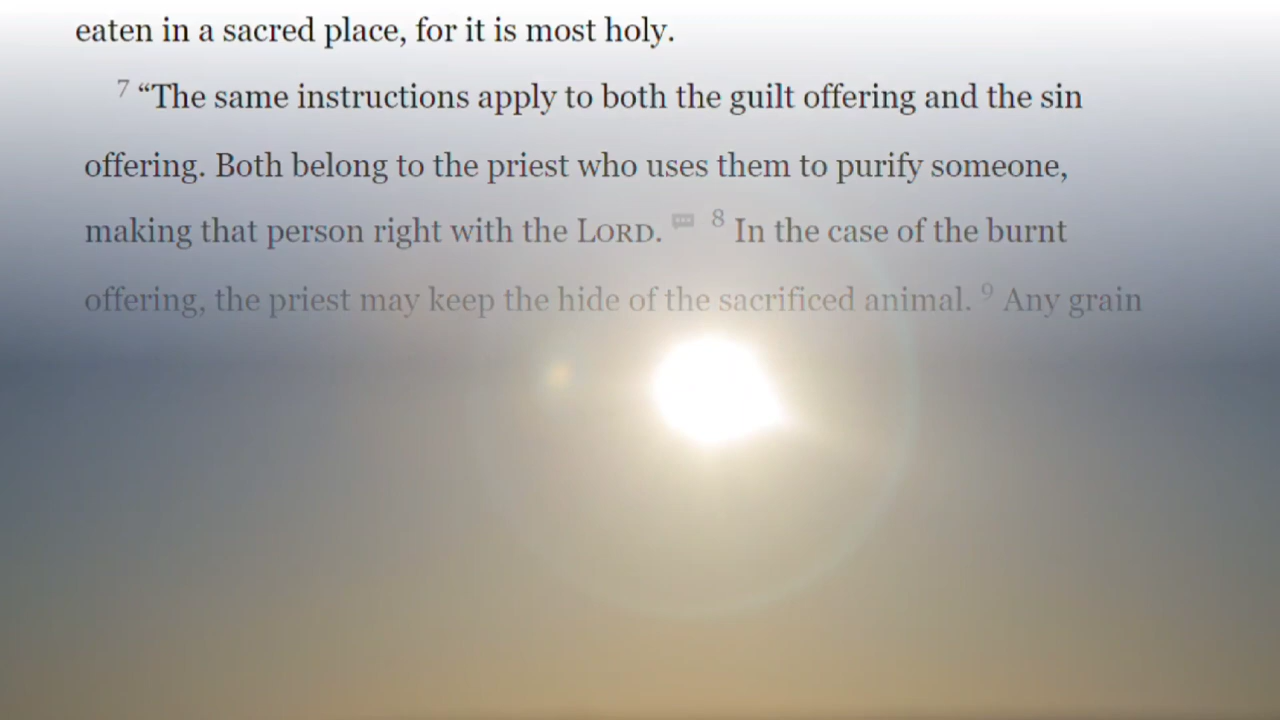 eaten in a sacred place, for it is most holy.
7 “The same instructions apply to both the guilt offering and the sin
offering. Both belong to the priest who uses them to purify someone,
making that person right with the LORD. 8 In the case of the burnt
offering, the priest may keep the hide of the sacrificed animal. 9 Any grain